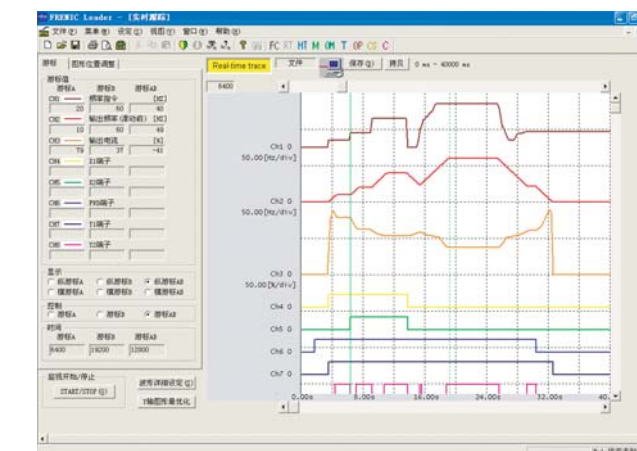 FRENIC Loader - [实时跟踪]
文件(F) 菜单(M) 设定(S) 视图(V) 窗口(W) 帮助(H)
FC RT HT M OM T OP CS C
游标 图形位置调整
Real-time trace 文件 保存(Q) 拷贝 0 ms ~ 40000 ms
6400
游标值
游标A 游标B 游标AB
CH1 频率指令 [HZ]
20 60 40
CH2 输出频率(滑动前) [HZ]
10 60 49
CH3 输出电流 [%]
79 37 -41
CH4 X1端子
CH5 X2端子
CH6 FWD端子
CH7 Y1端子
CH8 Y2端子
Ch1 0
50.00[Hz/div]
Ch2 0
50.00[Hz/div]
Ch3 0
50.00[%/div]
Ch4 0
Ch5 0
Ch6 0
Ch7 0
显示
纵游标A 纵游标B 纵游标AB
横游标A 横游标B 横游标AB
控制
游标A 游标B 游标AB
时间
游标A 游标B 游标AB
6400 19200 12800
监视开始/停止
START/STOP(G)
波形详细设定(C)
Y轴图形最优化
0.00s 8.00s 16.00s 24.00s 32.00s 40.